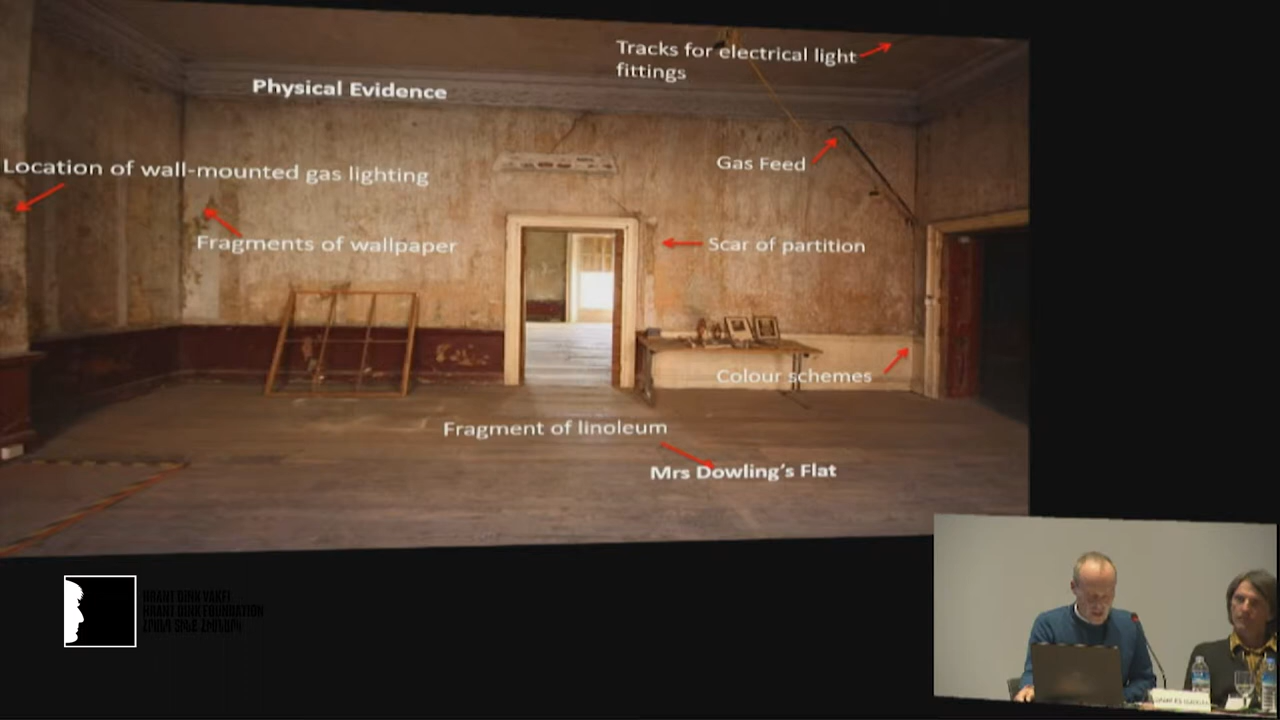 Tracks for electrical light
fittings
Physical Evidence
Gas Feed
Location of wall-mounted gas lighting
Fragments of wallpaper
Scar of partition
Colour schemes
Fragment of linoleum
Mrs Dowling's Flat
HRANT DINK VAKFI
HRANT DINK FOUNDATION